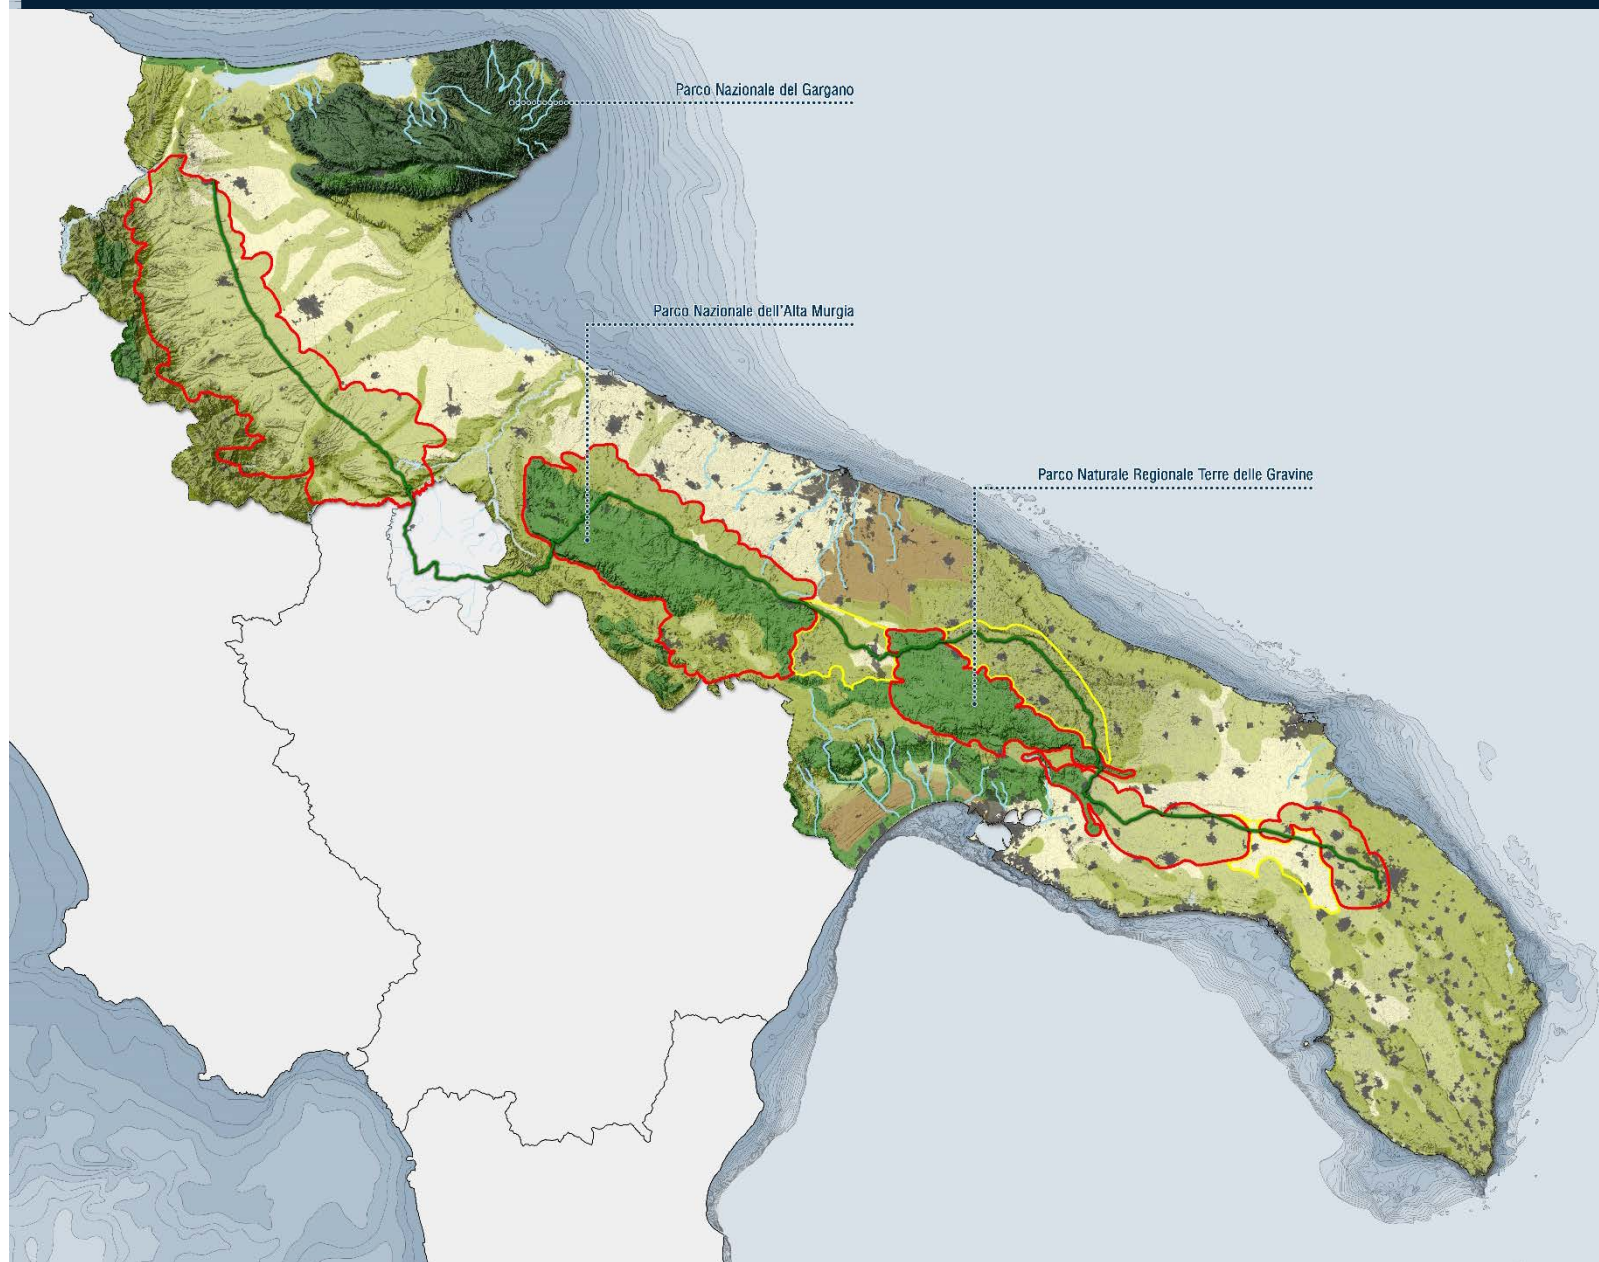 Parco Nazionale del Gargano
Parco Nazionale dell'Alta Murgia
Parco Naturale Regionale Terre delle Gravine